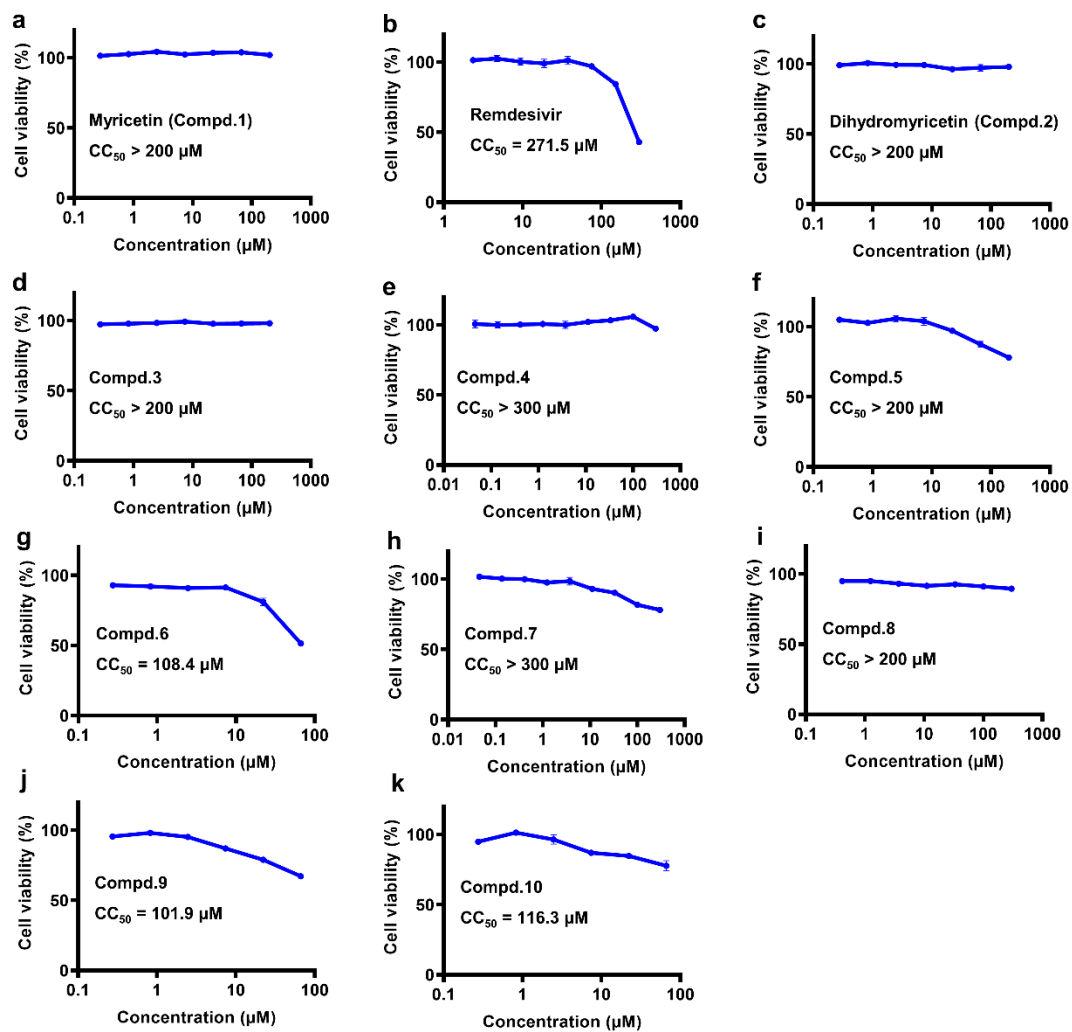 a
Cell viability (%)
100
50
0
Myricetin (Compd.1)
CC₅₀ > 200 µM
0.1 1 10 100 1000
Concentration (µM)
b
Cell viability (%)
100
50
0
Remdesivir
CC₅₀ = 271.5 µM
1 10 100 1000
Concentration (µM)
c
Cell viability (%)
100
50
0
Dihydromyricetin (Compd.2)
CC₅₀ > 200 µM
0.1 1 10 100 1000
Concentration (µM)
d
Cell viability (%)
100
50
0
Compd.3
CC₅₀ > 200 µM
0.1 1 10 100 1000
Concentration (µM)
e
Cell viability (%)
100
50
0
Compd.4
CC₅₀ > 300 µM
0.01 0.1 1 10 100 1000
Concentration (µM)
f
Cell viability (%)
100
50
0
Compd.5
CC₅₀ > 200 µM
0.1 1 10 100 1000
Concentration (µM)
g
Cell viability (%)
100
50
0
Compd.6
CC₅₀ = 108.4 µM
0.1 1 10 100
Concentration (µM)
h
Cell viability (%)
100
50
0
Compd.7
CC₅₀ > 300 µM
0.01 0.1 1 10 100 1000
Concentration (µM)
i
Cell viability (%)
100
50
0
Compd.8
CC₅₀ > 200 µM
0.1 1 10 100 1000
Concentration (µM)
j
Cell viability (%)
100
50
0
Compd.9
CC₅₀ = 101.9 µM
0.1 1 10 100
Concentration (µM)
k
Cell viability (%)
100
50
0
Compd.10
CC₅₀ = 116.3 µM
0.1 1 10 100
Concentration (µM)